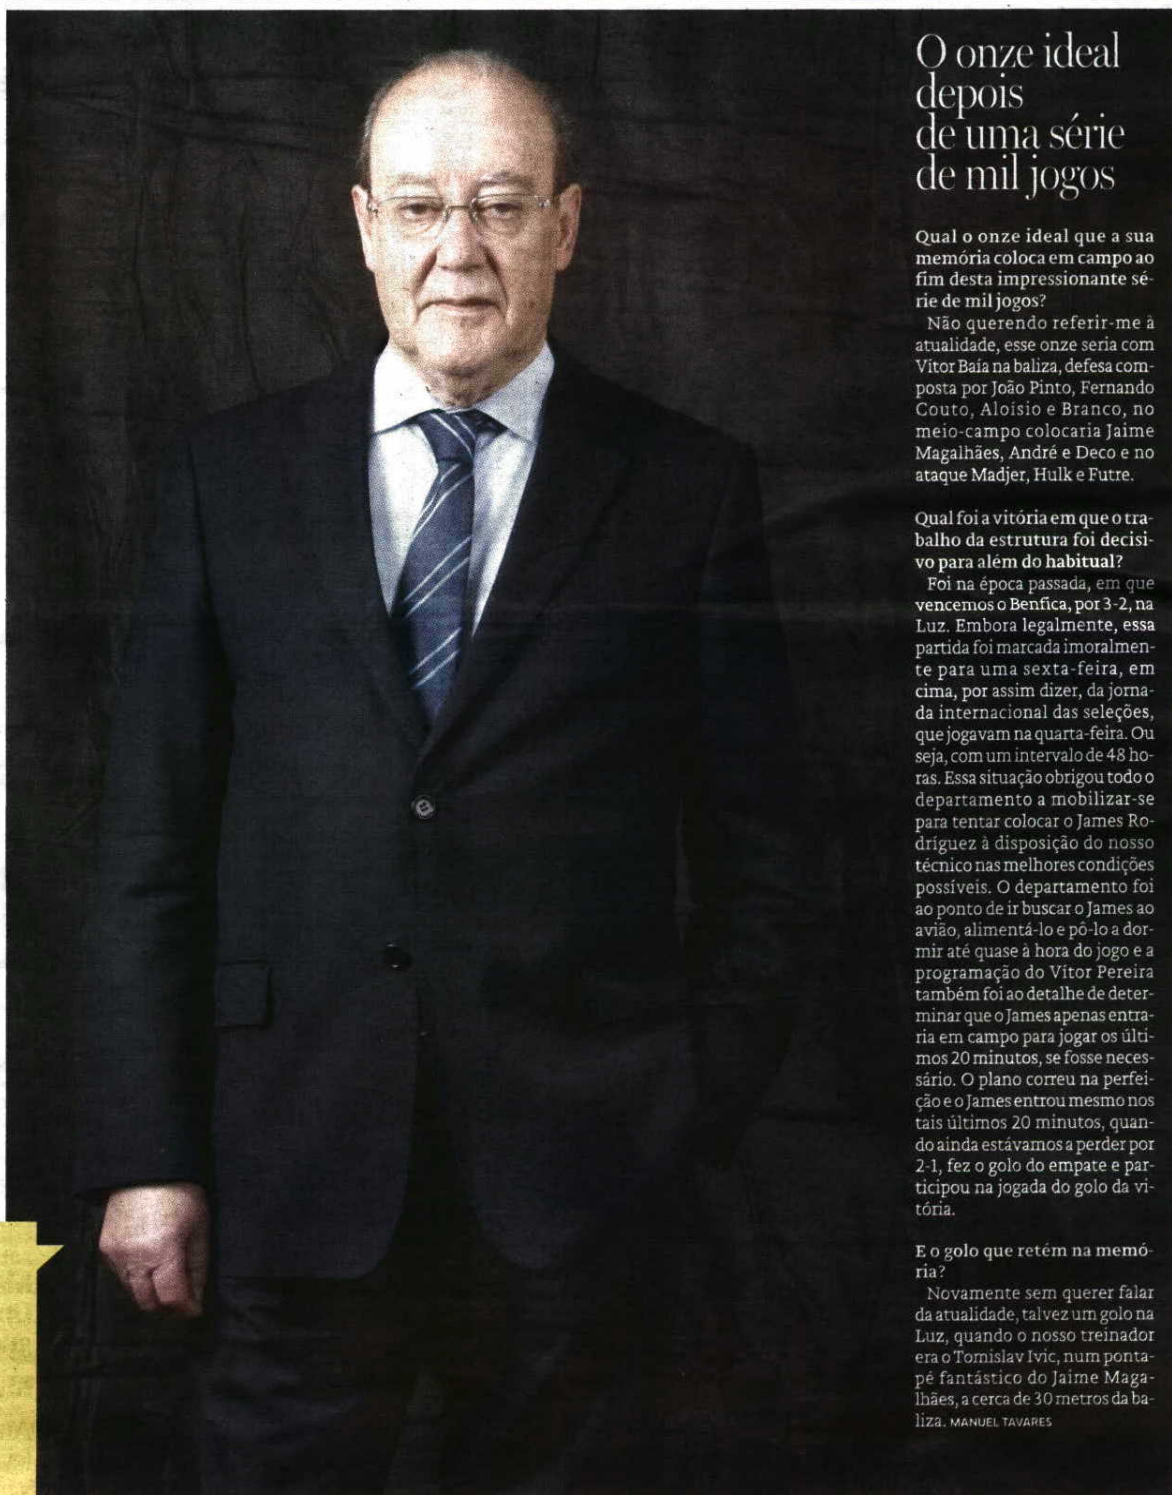 O onze ideal
depois
de uma série
de mil jogos
Qual o onze ideal que a sua
memória coloca em campo ao
fim desta impressionante sé-
rie de mil jogos?
Não querendo referir-me à
atualidade, esse onze seria com
Vítor Baía na baliza, defesa com-
posta por João Pinto, Fernando
Couto, Aloísio e Branco, no
meio-campo colocaria Jaime
Magalhães, André e Deco e no
ataque Madjer, Hulk e Futre.
Qual foi a vitória em que o tra-
balho da estrutura foi decisi-
vo para além do habitual?
Foi na época passada, em que
vencemos o Benfica, por 3-2, na
Luz. Embora legalmente, essa
partida foi marcada imoralmen-
te para uma sexta-feira, em
cima, por assim dizer, da jorna-
da internacional das seleções,
que jogavam na quarta-feira. Ou
seja, com um intervalo de 48 ho-
ras. Essa situação obrigou todo o
departamento a mobilizar-se
para tentar colocar o James Ro-
dríguez à disposição do nosso
técnico nas melhores condições
possíveis. O departamento foi
ao ponto de ir buscar o James ao
avião, alimentá-lo e pô-lo a dor-
mir até quase à hora do jogo e a
programação do Vítor Pereira
também foi ao detalhe de deter-
minar que o James apenas entra-
ria em campo para jogar os últi-
mos 20 minutos, se fosse neces-
sário. O plano correu na perfei-
ção e o James entrou mesmo nos
tais últimos 20 minutos, quan-
do ainda estávamos a perder por
2-1, fez o golo do empate e par-
ticipou na jogada do golo da vi-
tória.
E o golo que retém na memó-
ria?
Novamente sem querer falar
da atualidade, talvez um golo na
Luz, quando o nosso treinador
era o Tomislav Ivic, num ponta-
pé fantástico do Jaime Maga-
lhães, a cerca de 30 metros da ba-
liza. MANUEL TAVARES